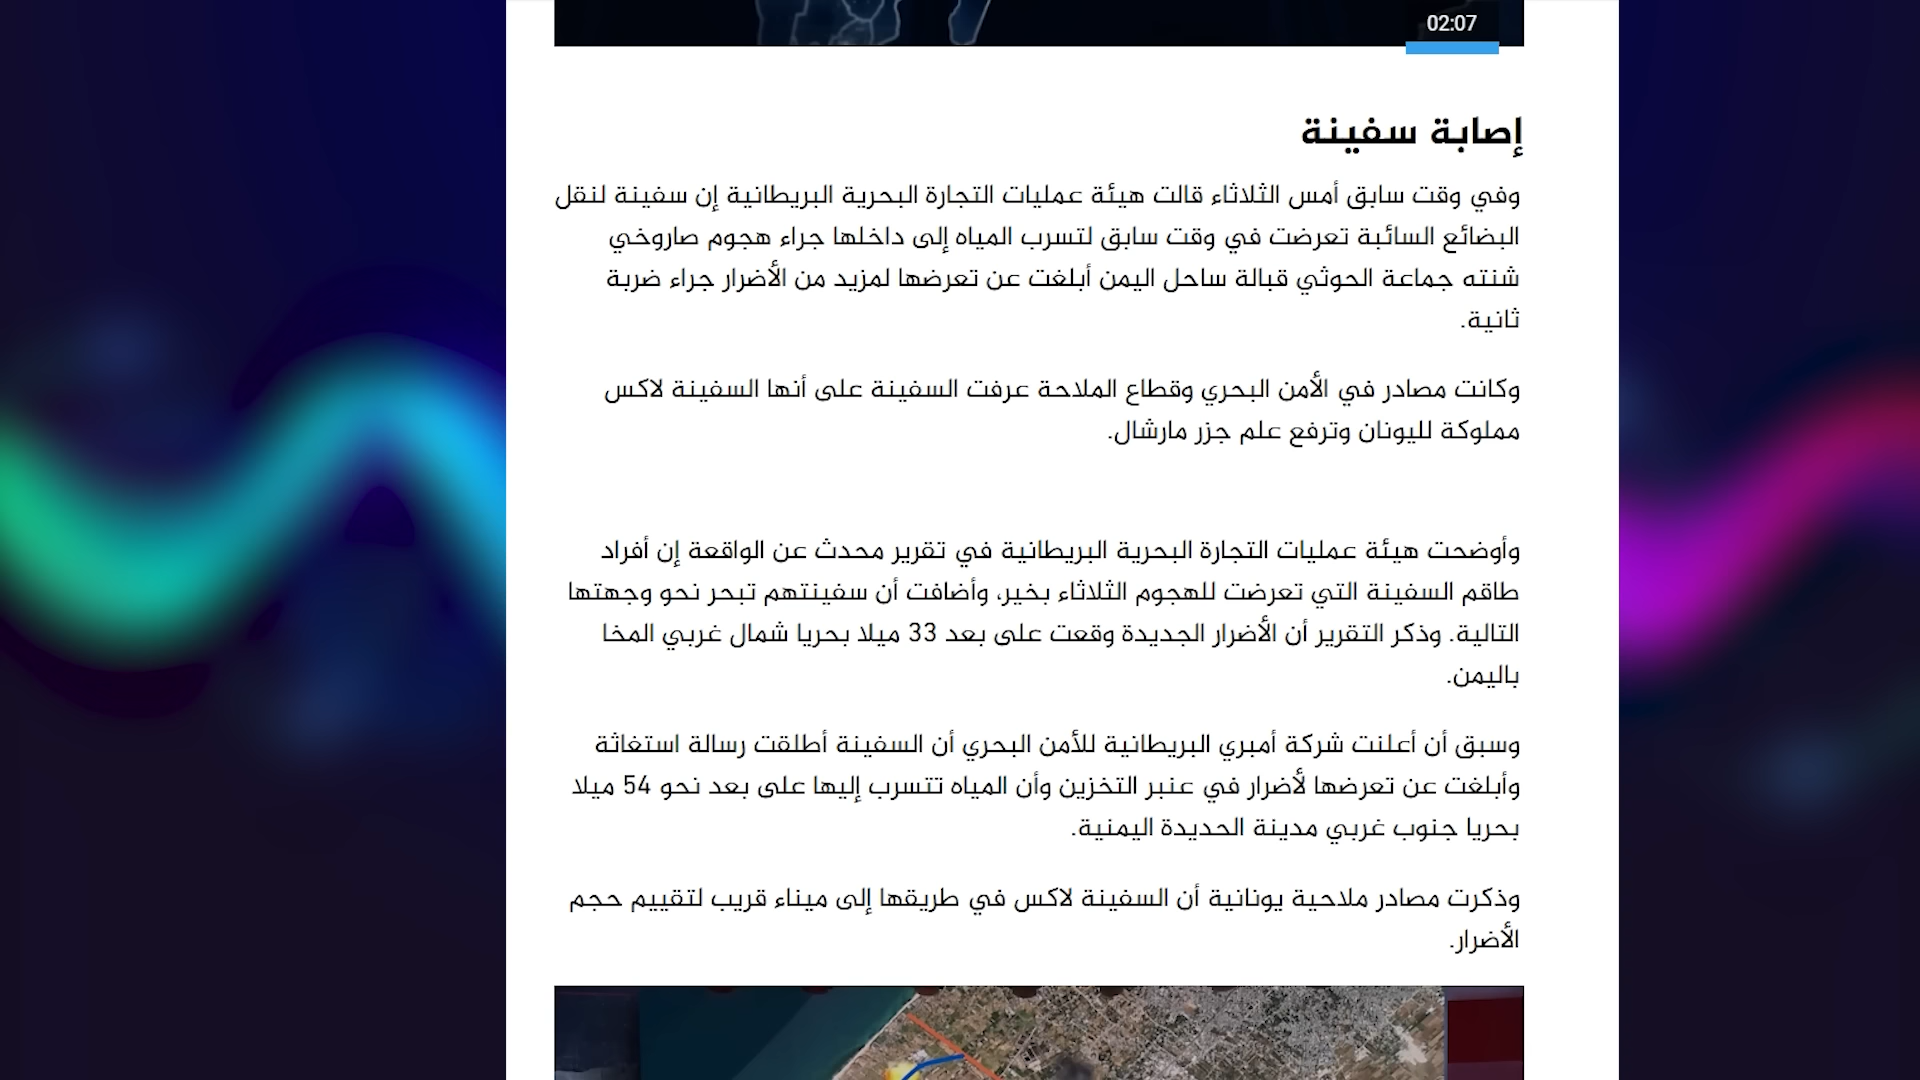 02:07
إصابة سفينة
وفي وقت سابق أمس الثلاثاء قالت هيئة عمليات التجارة البحرية البريطانية إن سفينة لنقل
البضائع السائبة تعرضت في وقت سابق لتسرب المياه إلى داخلها جراء هجوم صاروخي
شنته جماعة الحوثي قبالة ساحل اليمن أبلغت عن تعرضها لمزيد من الأضرار جراء ضربة
ثانية.
وكانت مصادر في الأمن البحري وقطاع الملاحة عرفت السفينة على أنها السفينة لاكس
مملوكة لليونان وترفع علم جزر مارشال.
وأوضحت هيئة عمليات التجارة البحرية البريطانية في تقرير محدث عن الواقعة إن أفراد
طاقم السفينة التي تعرضت للهجوم الثلاثاء بخير، وأضافت أن سفينتهم تبحر نحو وجهتها
التالية. وذكر التقرير أن الأضرار الجديدة وقعت على بعد 33 ميلا بحريا شمال غربي المخا
باليمن.
وسبق أن أعلنت شركة أمبري البريطانية للأمن البحري أن السفينة أطلقت رسالة استغاثة
وأبلغت عن تعرضها لأضرار في عنبر التخزين وأن المياه تتسرب إليها على بعد نحو 54 ميلا
بحريا جنوب غربي مدينة الحديدة اليمنية.
وذكرت مصادر ملاحية يونانية أن السفينة لاكس في طريقها إلى ميناء قريب لتقييم حجم
الأضرار.